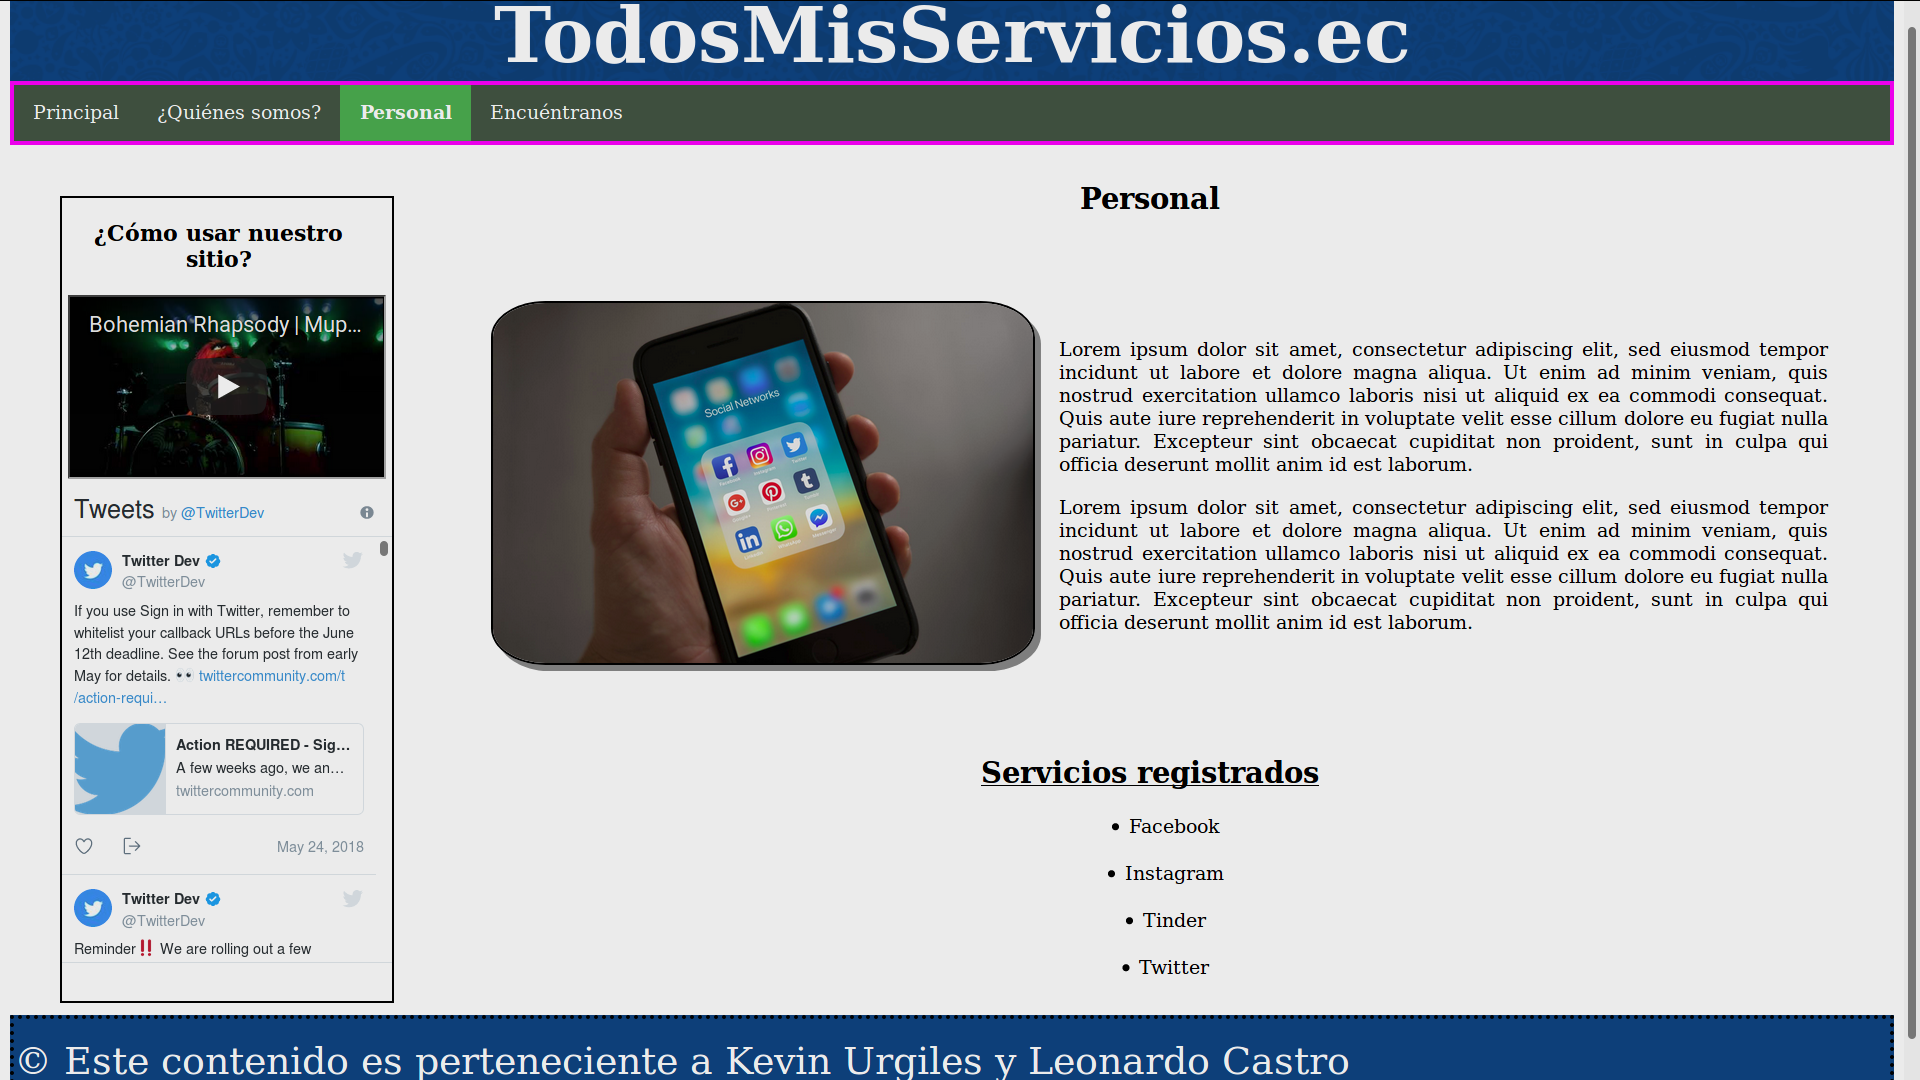 TodosMisServicios.ec
Principal
¿Quiénes somos?
Personal
Encuéntranos
¿Cómo usar nuestro
sitio?
Bohemian Rhapsody | Mup...
Tweets by @TwitterDev
Twitter Dev
@TwitterDev
If you use Sign in with Twitter, remember to
whitelist your callback URLs before the June
12th deadline. See the forum post from early
May for details. 👀 twittercommunity.com/t
/action-requi…
Action REQUIRED - Sig…
A few weeks ago, we an…
twittercommunity.com
May 24, 2018
Twitter Dev
@TwitterDev
Reminder‼️ We are rolling out a few
Personal
Social Networks
Lorem ipsum dolor sit amet, consectetur adipiscing elit, sed eiusmod tempor
incidunt ut labore et dolore magna aliqua. Ut enim ad minim veniam, quis
nostrud exercitation ullamco laboris nisi ut aliquid ex ea commodi consequat.
Quis aute iure reprehenderit in voluptate velit esse cillum dolore eu fugiat nulla
pariatur. Excepteur sint obcaecat cupiditat non proident, sunt in culpa qui
officia deserunt mollit anim id est laborum.
Lorem ipsum dolor sit amet, consectetur adipiscing elit, sed eiusmod tempor
incidunt ut labore et dolore magna aliqua. Ut enim ad minim veniam, quis
nostrud exercitation ullamco laboris nisi ut aliquid ex ea commodi consequat.
Quis aute iure reprehenderit in voluptate velit esse cillum dolore eu fugiat nulla
pariatur. Excepteur sint obcaecat cupiditat non proident, sunt in culpa qui
officia deserunt mollit anim id est laborum.
Servicios registrados
• Facebook
• Instagram
• Tinder
• Twitter
© Este contenido es perteneciente a Kevin Urgiles y Leonardo Castro